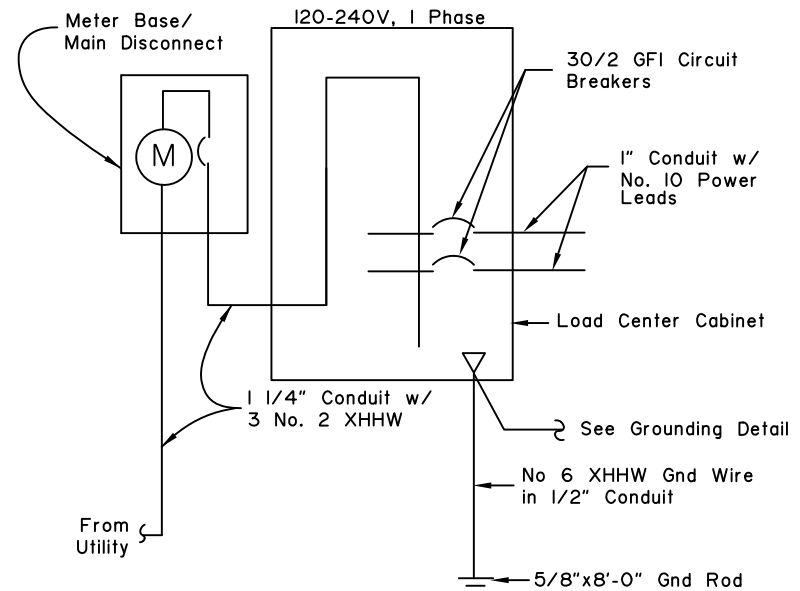 120-240V, 1 Phase
Meter Base/
Main Disconnect
M
30/2 GFI Circuit
Breakers
1" Conduit w/
No. 10 Power
Leads
Load Center Cabinet
1 1/4" Conduit w/
3 No. 2 XHHW
See Grounding Detail
No 6 XHHW Gnd Wire
in 1/2" Conduit
From
Utility
5/8"x8'-0" Gnd Rod